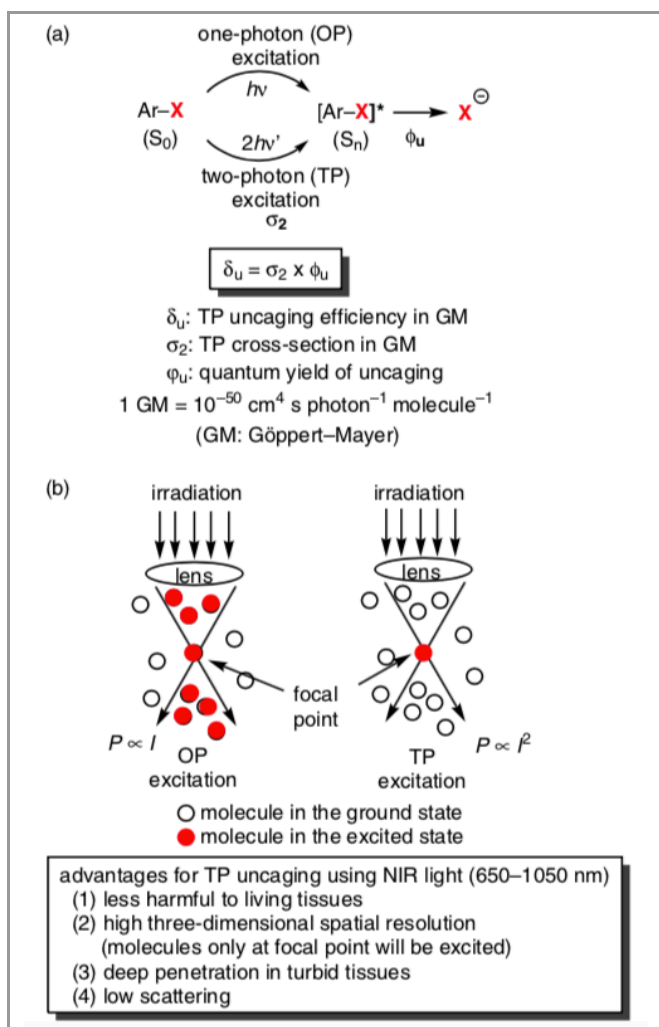 (a)
one-photon (OP)
excitation
hν
Ar–X
[Ar–X]*
X⊖
(S₀)
2hν'
(Sₙ)
ϕᵤ
two-photon (TP)
excitation
σ₂
δᵤ = σ₂ x ϕᵤ
δᵤ: TP uncaging efficiency in GM
σ₂: TP cross-section in GM
φᵤ: quantum yield of uncaging
1 GM = 10⁻⁵⁰ cm⁴ s photon⁻¹ molecule⁻¹
(GM: Göppert–Mayer)
(b)
irradiation
irradiation
lens
lens
focal
point
P ∝ I
OP
excitation
TP
excitation
P ∝ I²
molecule in the ground state
molecule in the excited state
advantages for TP uncaging using NIR light (650–1050 nm)
(1) less harmful to living tissues
(2) high three-dimensional spatial resolution
(molecules only at focal point will be excited)
(3) deep penetration in turbid tissues
(4) low scattering